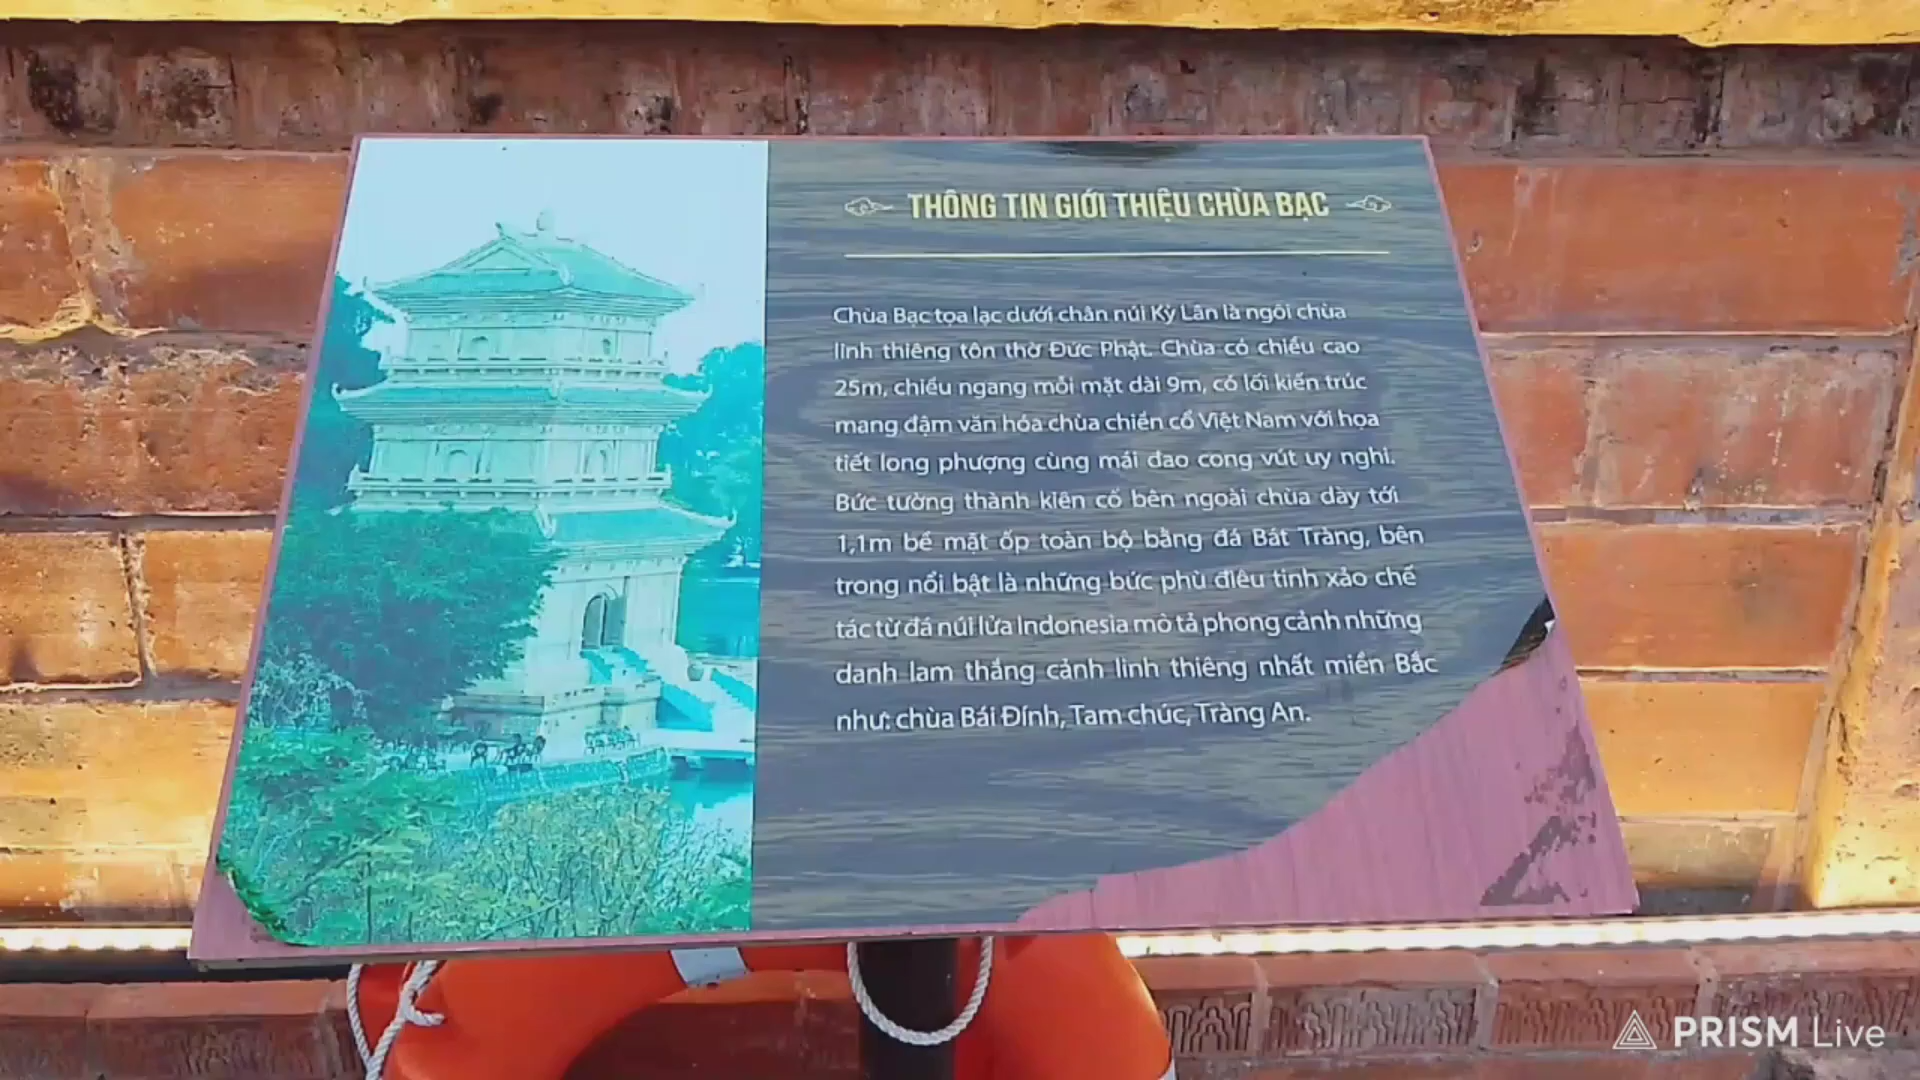 THÔNG TIN GIỚI THIỆU CHÙA BẠC
Chùa Bạc tọa lạc dưới chân núi Kỳ Lân là ngôi chùa
linh thiêng tôn thờ Đức Phật. Chùa có chiều cao
25m, chiều ngang mỗi mặt dài 9m, có lối kiến trúc
mang đậm văn hóa chùa chiền cổ Việt Nam với họa
tiết long phượng cùng mái đao cong vút uy nghi.
Bức tường thành kiên cố bên ngoài chùa dày tới
1,1m bề mặt ốp toàn bộ bằng đá Bát Tràng, bên
trong nổi bật là những bức phù điêu tinh xảo chế
tác từ đá núi lửa Indonesia mô tả phong cảnh những
danh lam thắng cảnh linh thiêng nhất miền Bắc
như: chùa Bái Đính, Tam chúc, Tràng An.
PRISM Live